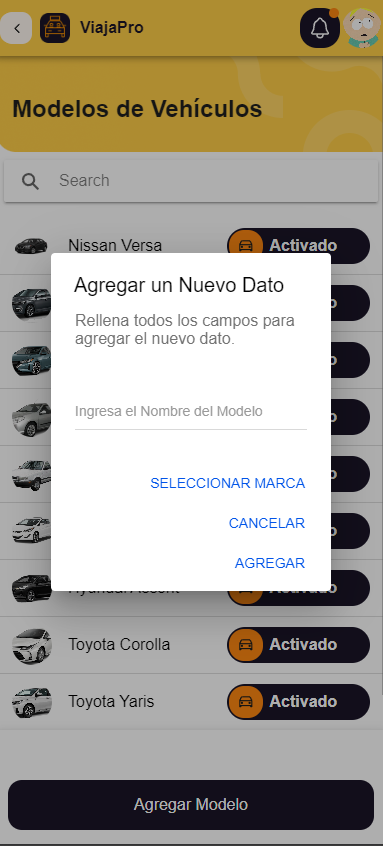 ViajaPro
Modelos de Vehículos
Search
Nissan Versa
Activado
Agregar un Nuevo Dato
Rellena todos los campos para
agregar el nuevo dato.
Ingresa el Nombre del Modelo
SELECCIONAR MARCA
CANCELAR
AGREGAR
Toyota Corolla
Activado
Toyota Yaris
Activado
Agregar Modelo